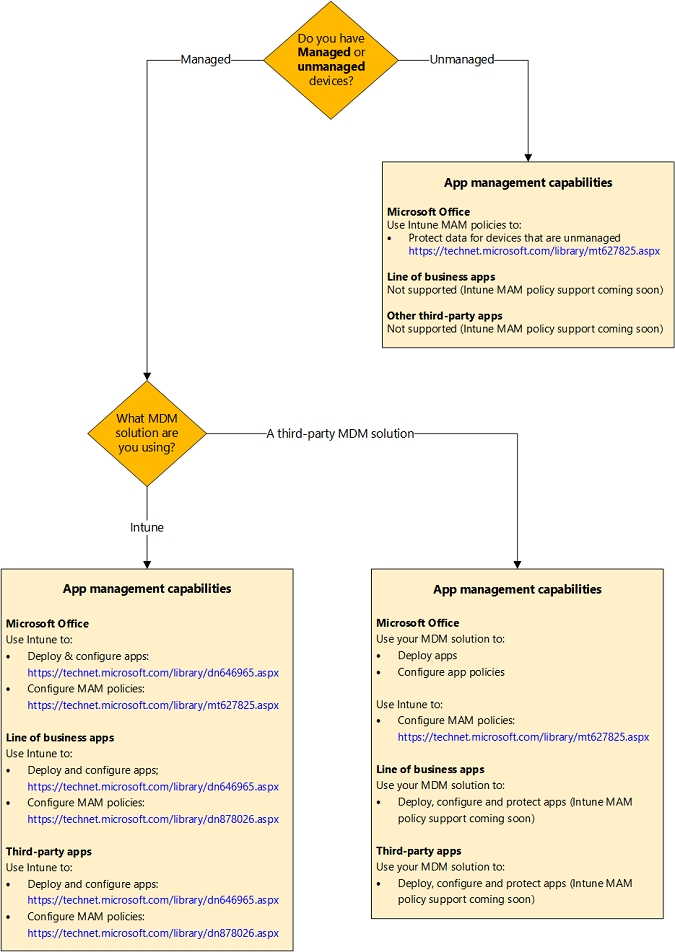 Do you have
Managed or
unmanaged
devices?
Managed
Unmanaged
App management capabilities
Microsoft Office
Use Intune MAM policies to:
• Protect data for devices that are unmanaged
https://technet.microsoft.com/library/mt627825.aspx
Line of business apps
Not supported (Intune MAM policy support coming soon)
Other third-party apps
Not supported (Intune MAM policy support coming soon)
What MDM
solution are
you using?
A third-party MDM solution
Intune
App management capabilities
Microsoft Office
Use Intune to:
• Deploy & configure apps:
https://technet.microsoft.com/library/dn646965.aspx
• Configure MAM policies:
https://technet.microsoft.com/library/mt627825.aspx
Line of business apps
Use Intune to:
• Deploy and configure apps;
https://technet.microsoft.com/library/dn646965.aspx
• Configure MAM policies:
https://technet.microsoft.com/library/dn878026.aspx
Third-party apps
Use Intune to:
• Deploy and configure apps:
https://technet.microsoft.com/library/dn646965.aspx
• Configure MAM policies:
https://technet.microsoft.com/library/dn878026.aspx
App management capabilities
Microsoft Office
Use your MDM solution to:
• Deploy apps
• Configure app policies
Use Intune to:
• Configure MAM policies:
https://technet.microsoft.com/library/mt627825.aspx
Line of business apps
Use your MDM solution to:
• Deploy, configure and protect apps (Intune MAM
policy support coming soon)
Third-party apps
Use your MDM solution to:
• Deploy, configure and protect apps (Intune MAM
policy support coming soon)